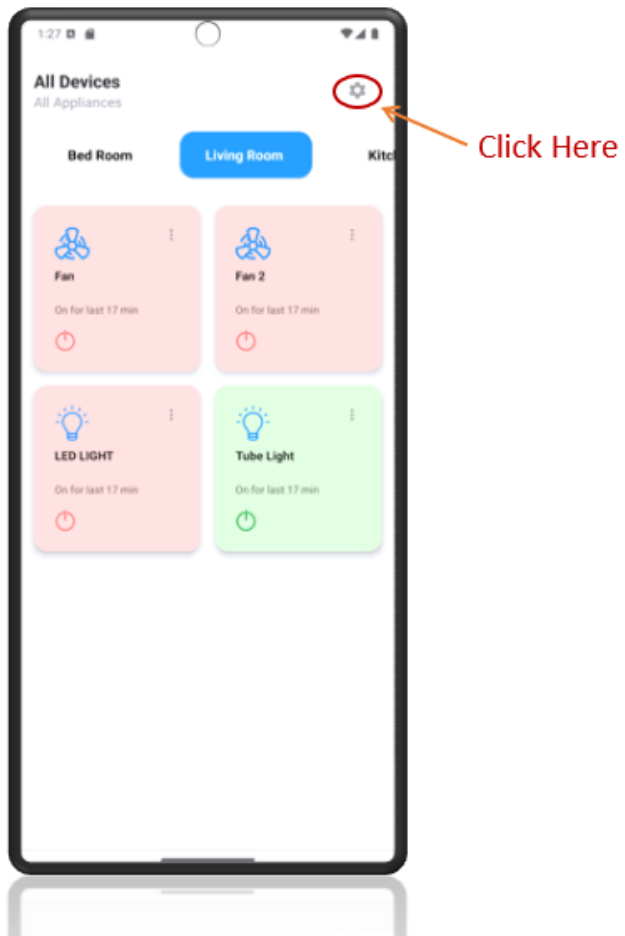 1:27
All Devices
All Appliances
Click Here
Bed Room
Living Room
Kitc
Fan
On for last 17 min
Fan 2
On for last 17 min
LED LIGHT
On for last 17 min
Tube Light
On for last 17 min